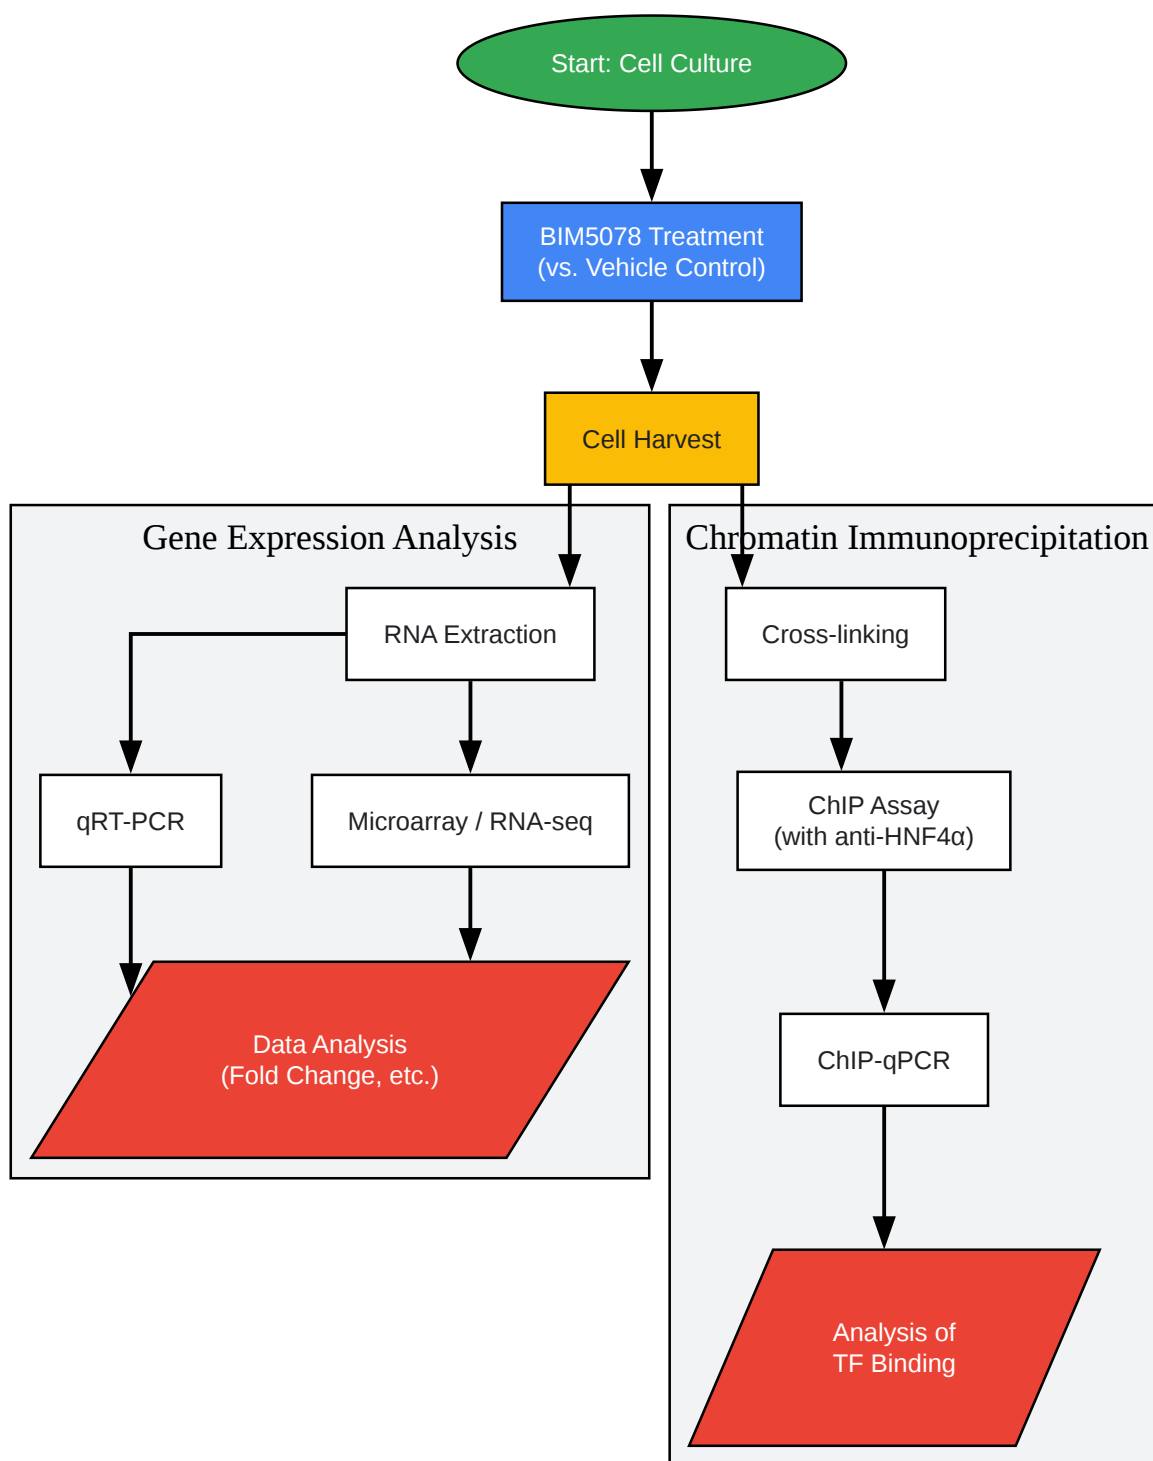 Start: Cell Culture
BIM5078 Treatment
(vs. Vehicle Control)
Cell Harvest
Gene Expression Analysis
RNA Extraction
qRT-PCR
Microarray / RNA-seq
Data Analysis
(Fold Change, etc.)
Chromatin Immunoprecipitation
Cross-linking
ChIP Assay
(with anti-HNF4α)
ChIP-qPCR
Analysis of
TF Binding